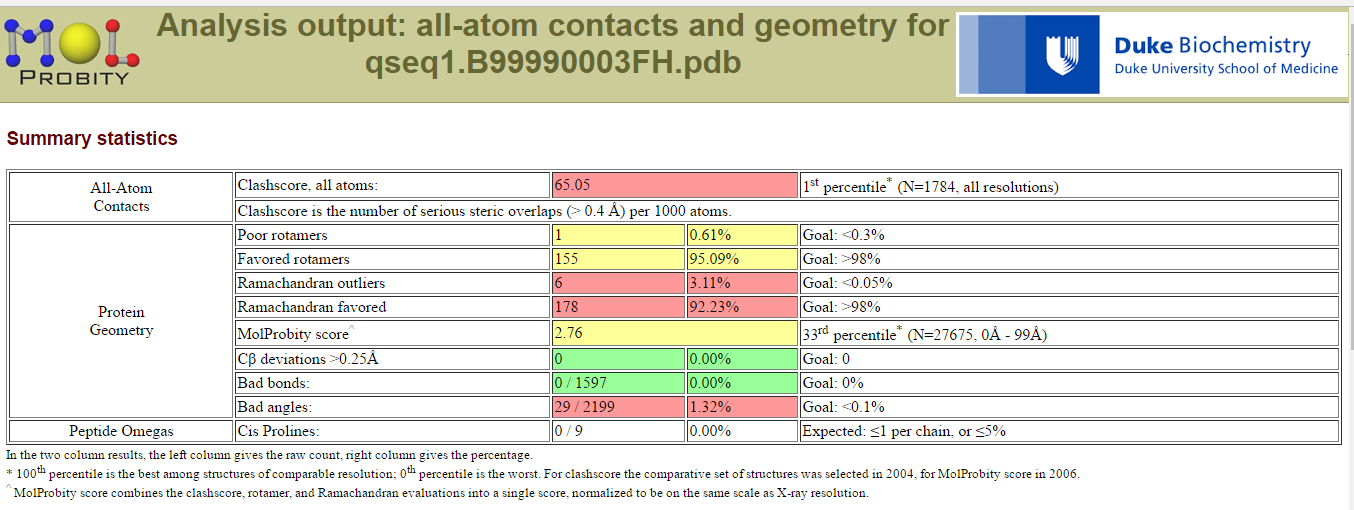 MOL
PROBITY
Analysis output: all-atom contacts and geometry for
qseq1.B99990003FH.pdb
Duke Biochemistry
Duke University School of Medicine
Summary statistics
All-Atom
Contacts
Clashscore, all atoms: 65.05 1st percentile* (N=1784, all resolutions)
Clashscore is the number of serious steric overlaps (> 0.4 Å) per 1000 atoms.
Protein
Geometry
Poor rotamers 1 0.61% Goal: <0.3%
Favored rotamers 155 95.09% Goal: >98%
Ramachandran outliers 6 3.11% Goal: <0.05%
Ramachandran favored 178 92.23% Goal: >98%
MolProbity score^ 2.76 33rd percentile* (N=27675, 0Å - 99Å)
Cβ deviations >0.25Å 0 0.00% Goal: 0
Bad bonds: 0 / 1597 0.00% Goal: 0%
Bad angles: 29 / 2199 1.32% Goal: <0.1%
Peptide Omegas Cis Prolines: 0 / 9 0.00% Expected: ≤1 per chain, or ≤5%
In the two column results, the left column gives the raw count, right column gives the percentage.
* 100th percentile is the best among structures of comparable resolution; 0th percentile is the worst. For clashscore the comparative set of structures was selected in 2004, for MolProbity score in 2006.
^ MolProbity score combines the clashscore, rotamer, and Ramachandran evaluations into a single score, normalized to be on the same scale as X-ray resolution.